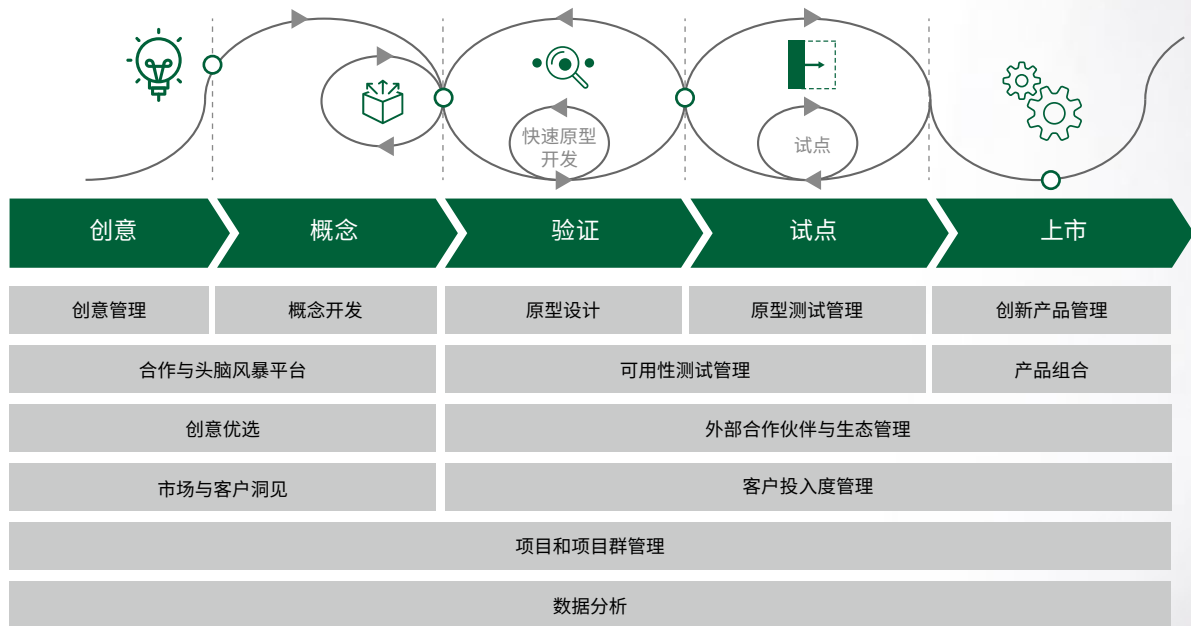 快速原型
开发
试点
创意
概念
验证
试点
上市
创意管理
概念开发
原型设计
原型测试管理
创新产品管理
合作与头脑风暴平台
可用性测试管理
产品组合
创意优选
外部合作伙伴与生态管理
市场与客户洞见
客户投入度管理
项目和项目群管理
数据分析